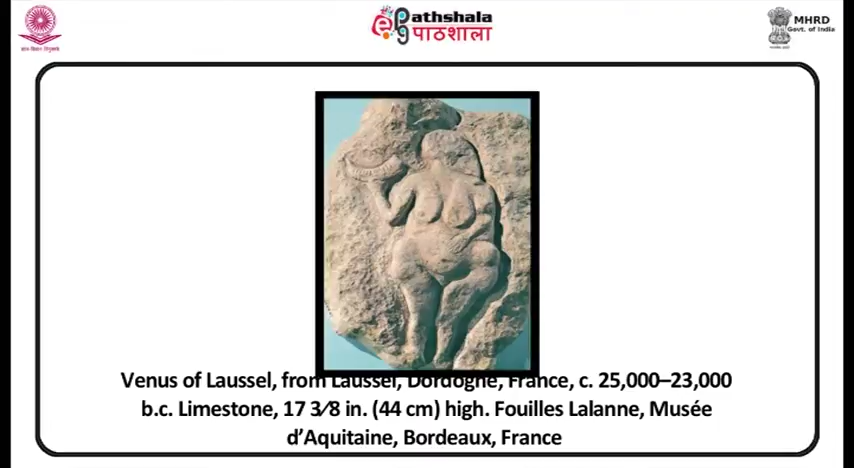 ePathshala
पाठशाला
MHRD
Govt. of India
Venus of Laussel, from Laussel, Dordogne, France, c. 25,000–23,000
b.c. Limestone, 17 3⁄8 in. (44 cm) high. Fouilles Lalanne, Musée
d’Aquitaine, Bordeaux, France